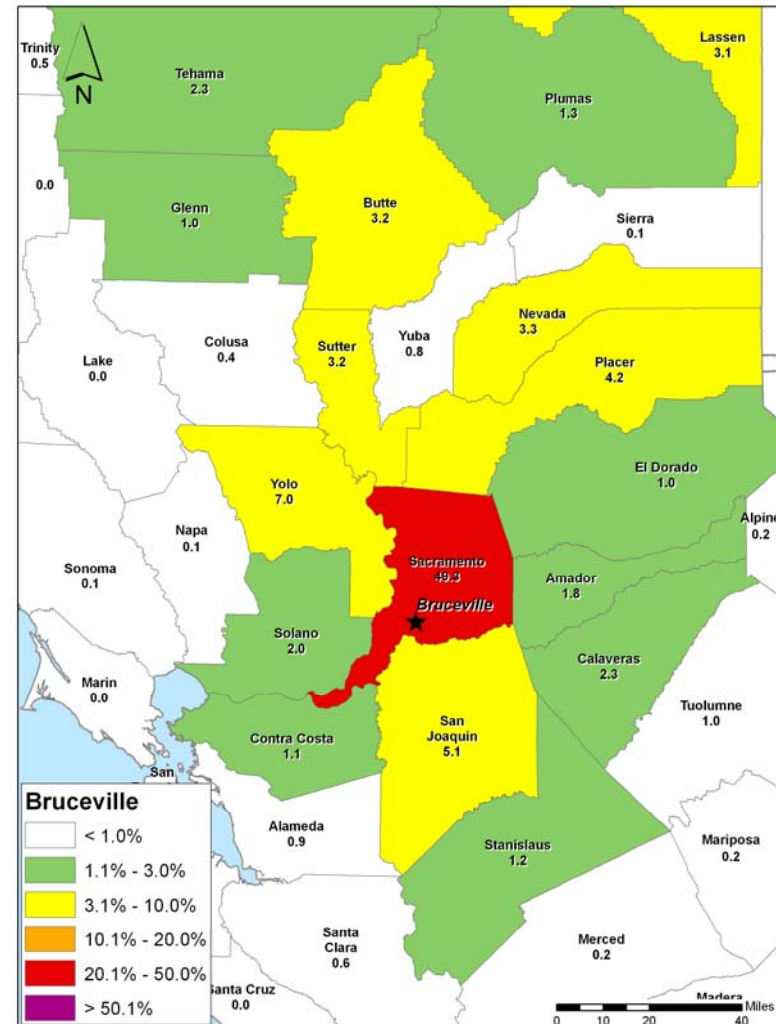 Trinity
0.5
N
Tehama
2.3
Lassen
3.1
Plumas
1.3
0.0
Glenn
1.0
Butte
3.2
Sierra
0.1
Lake
0.0
Colusa
0.4
Sutter
3.2
Yuba
0.8
Nevada
3.3
Placer
4.2
El Dorado
1.0
Alpine
0.2
Yolo
7.0
Napa
0.1
Sonoma
0.1
Sacramento
49.3
Bruceville
Amador
1.8
Solano
2.0
Calaveras
2.3
Marin
0.0
Tuolumne
1.0
Contra Costa
1.1
San
Joaquin
5.1
San
Alameda
0.9
Stanislaus
1.2
Mariposa
0.2
Santa
Clara
0.6
Merced
0.2
Santa Cruz
0.0
Madera
Bruceville
< 1.0%
1.1% - 3.0%
3.1% - 10.0%
10.1% - 20.0%
20.1% - 50.0%
> 50.1%
Miles
0 10 20 40